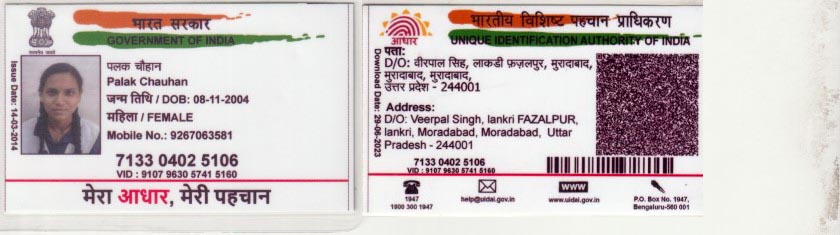 भारत सरकार
GOVERNMENT OF INDIA
Issue Date: 14-03-2014
पलक चौहान
Palak Chauhan
जन्म तिथि / DOB: 08-11-2004
महिला / FEMALE
Mobile No.: 9267063581
7133 0402 5106
VID : 9107 9630 5741 5160
मेरा आधार, मेरी पहचान
आधार
भारतीय विशिष्ट पहचान प्राधिकरण
UNIQUE IDENTIFICATION AUTHORITY OF INDIA
Download Date: 29-06-2023
पता:
D/O: वीरपाल सिह, लाकडी फ़ज़लपुर, मुरादाबाद,
मुरादाबाद, मुरादाबाद,
उत्तर प्रदेश - 244001
Address:
D/O: Veerpal Singh, lankri FAZALPUR,
lankri, Moradabad, Moradabad, Uttar
Pradesh - 244001
7133 0402 5106
VID : 9107 9630 5741 5160
1947
1800 300 1947
help@uidai.gov.in
www
www.uidai.gov.in
P.O. Box No. 1947,
Bengaluru-560 001